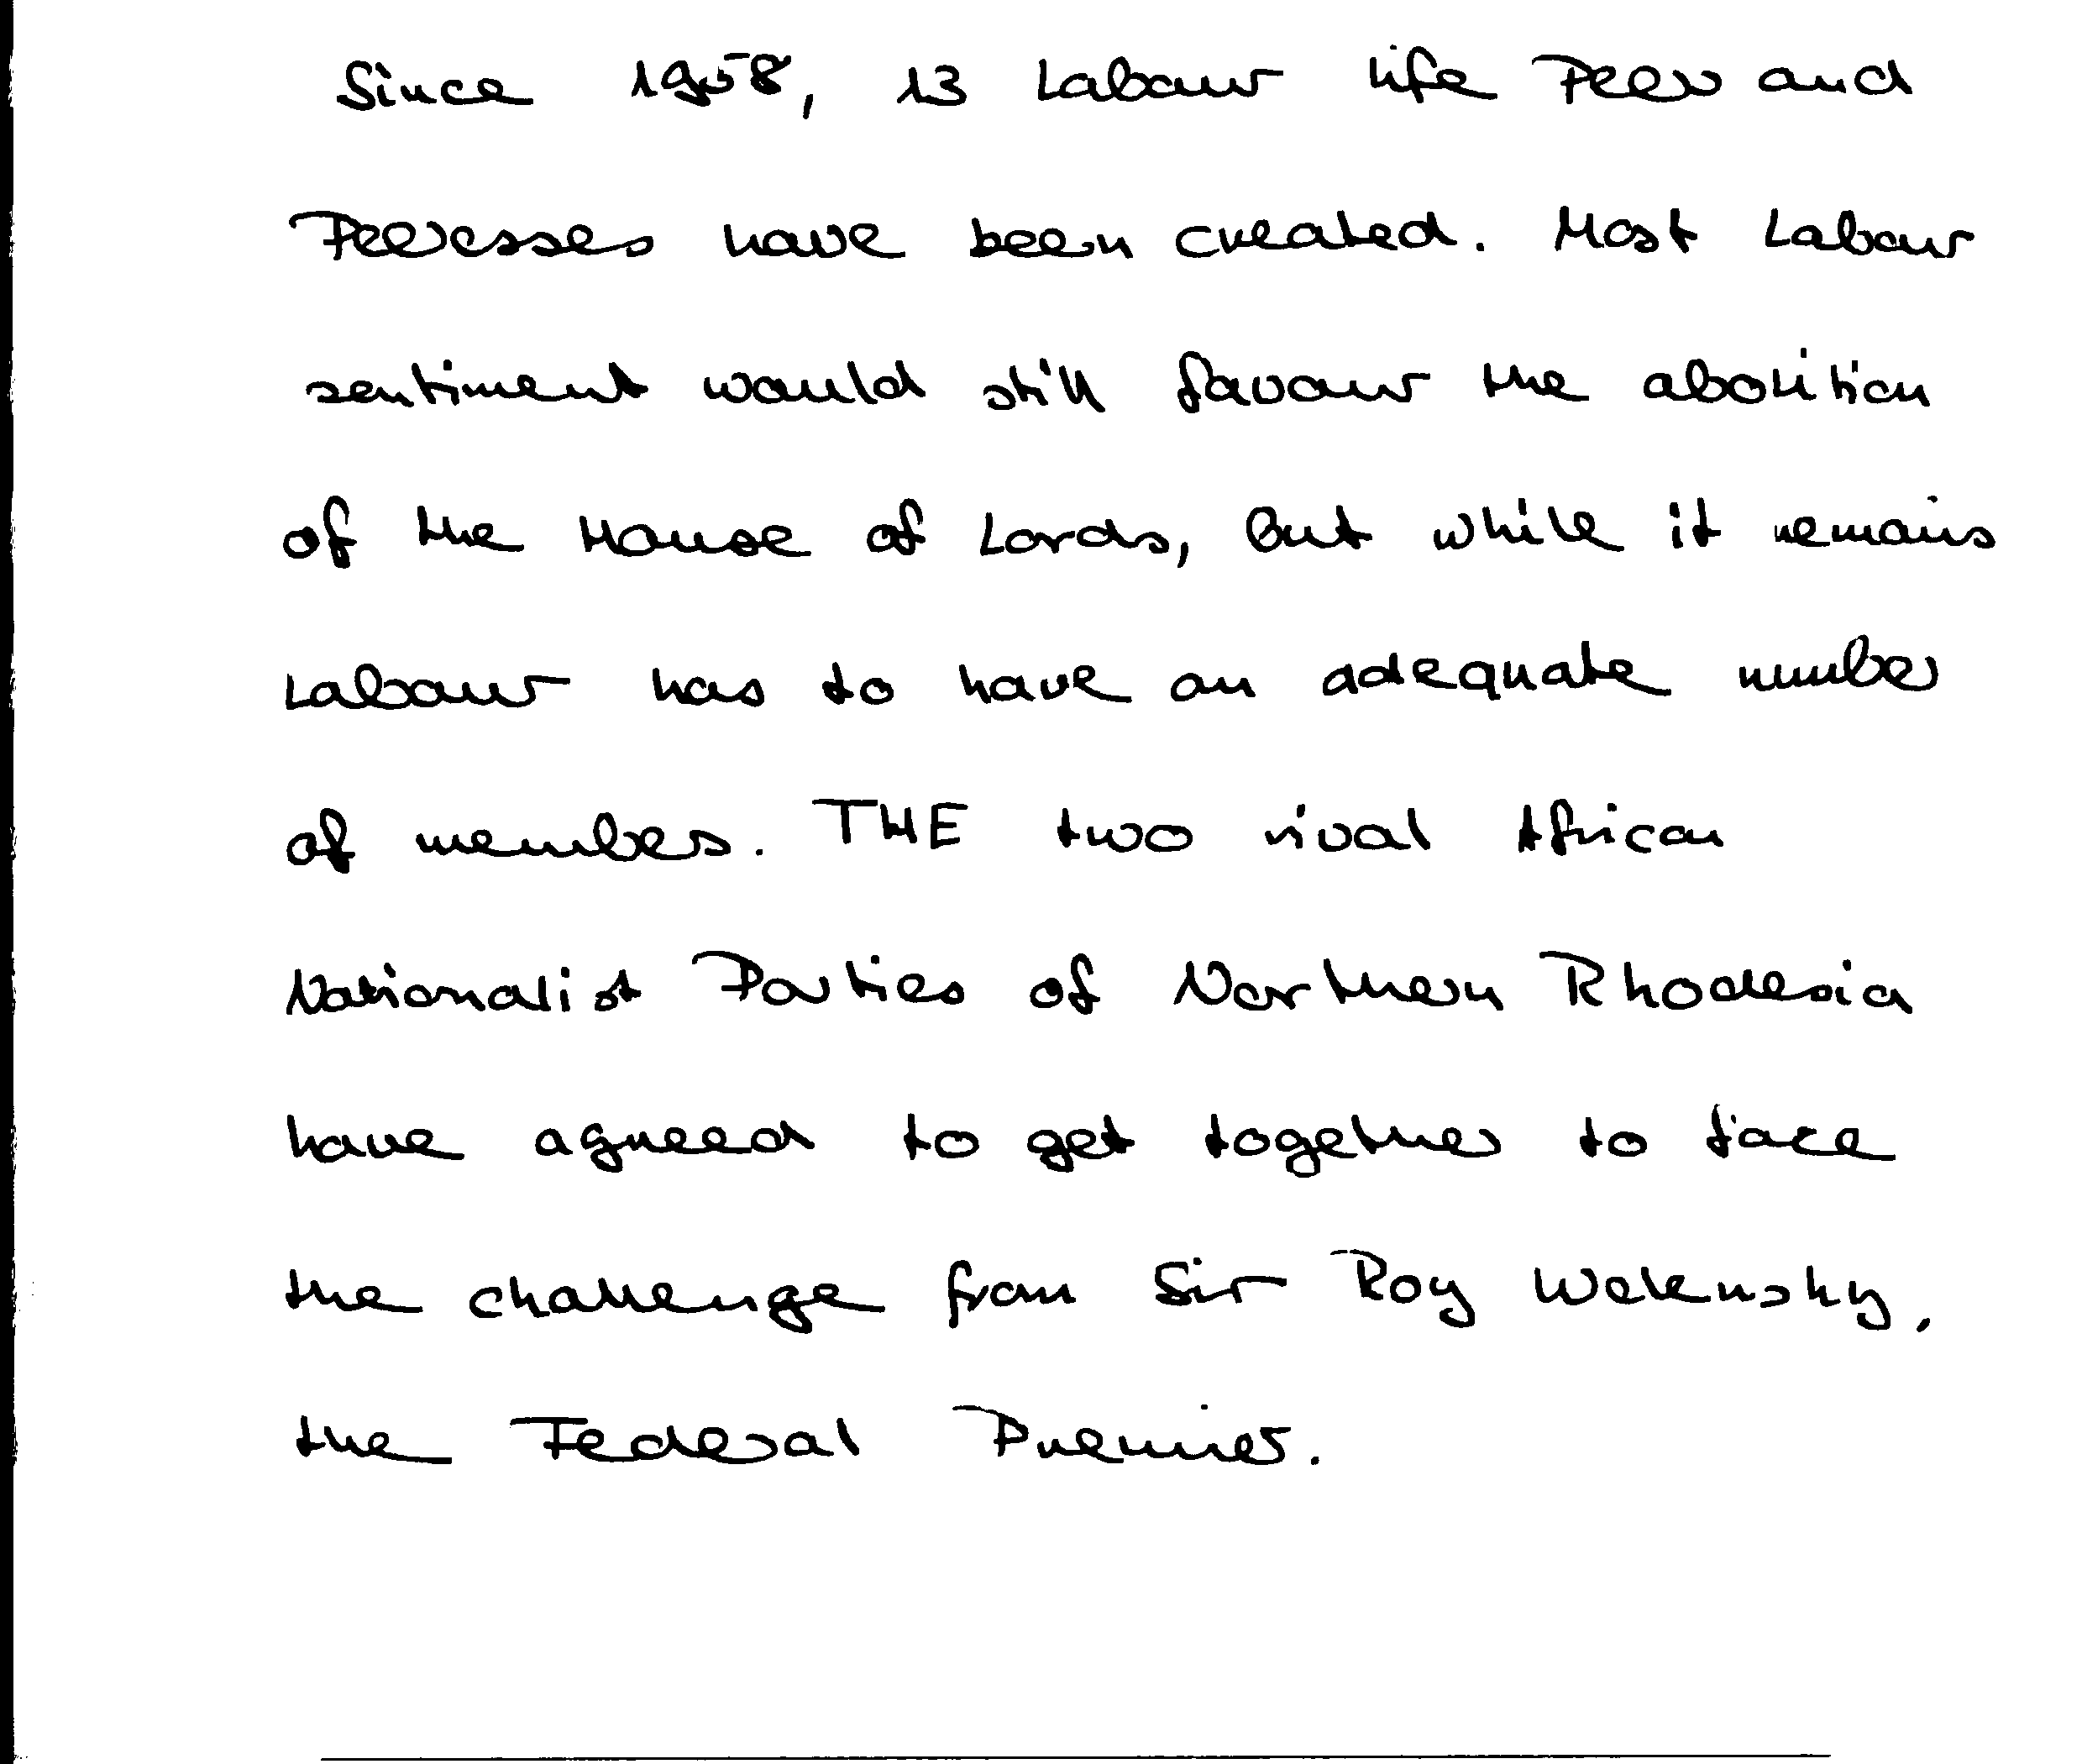 Since 1958, 13 Labour life Peers and
Peeresses have been created. Most Labour
sentiment would still favour the abolition
of the House of Lords, but while it remains
Labour has to have an adequate number
of members. THE two rival African
Nationalist Parties of Northern Rhodesia
have agreed to get together to face
the challenge from Sir Roy Welensky,
the Federal Premier.